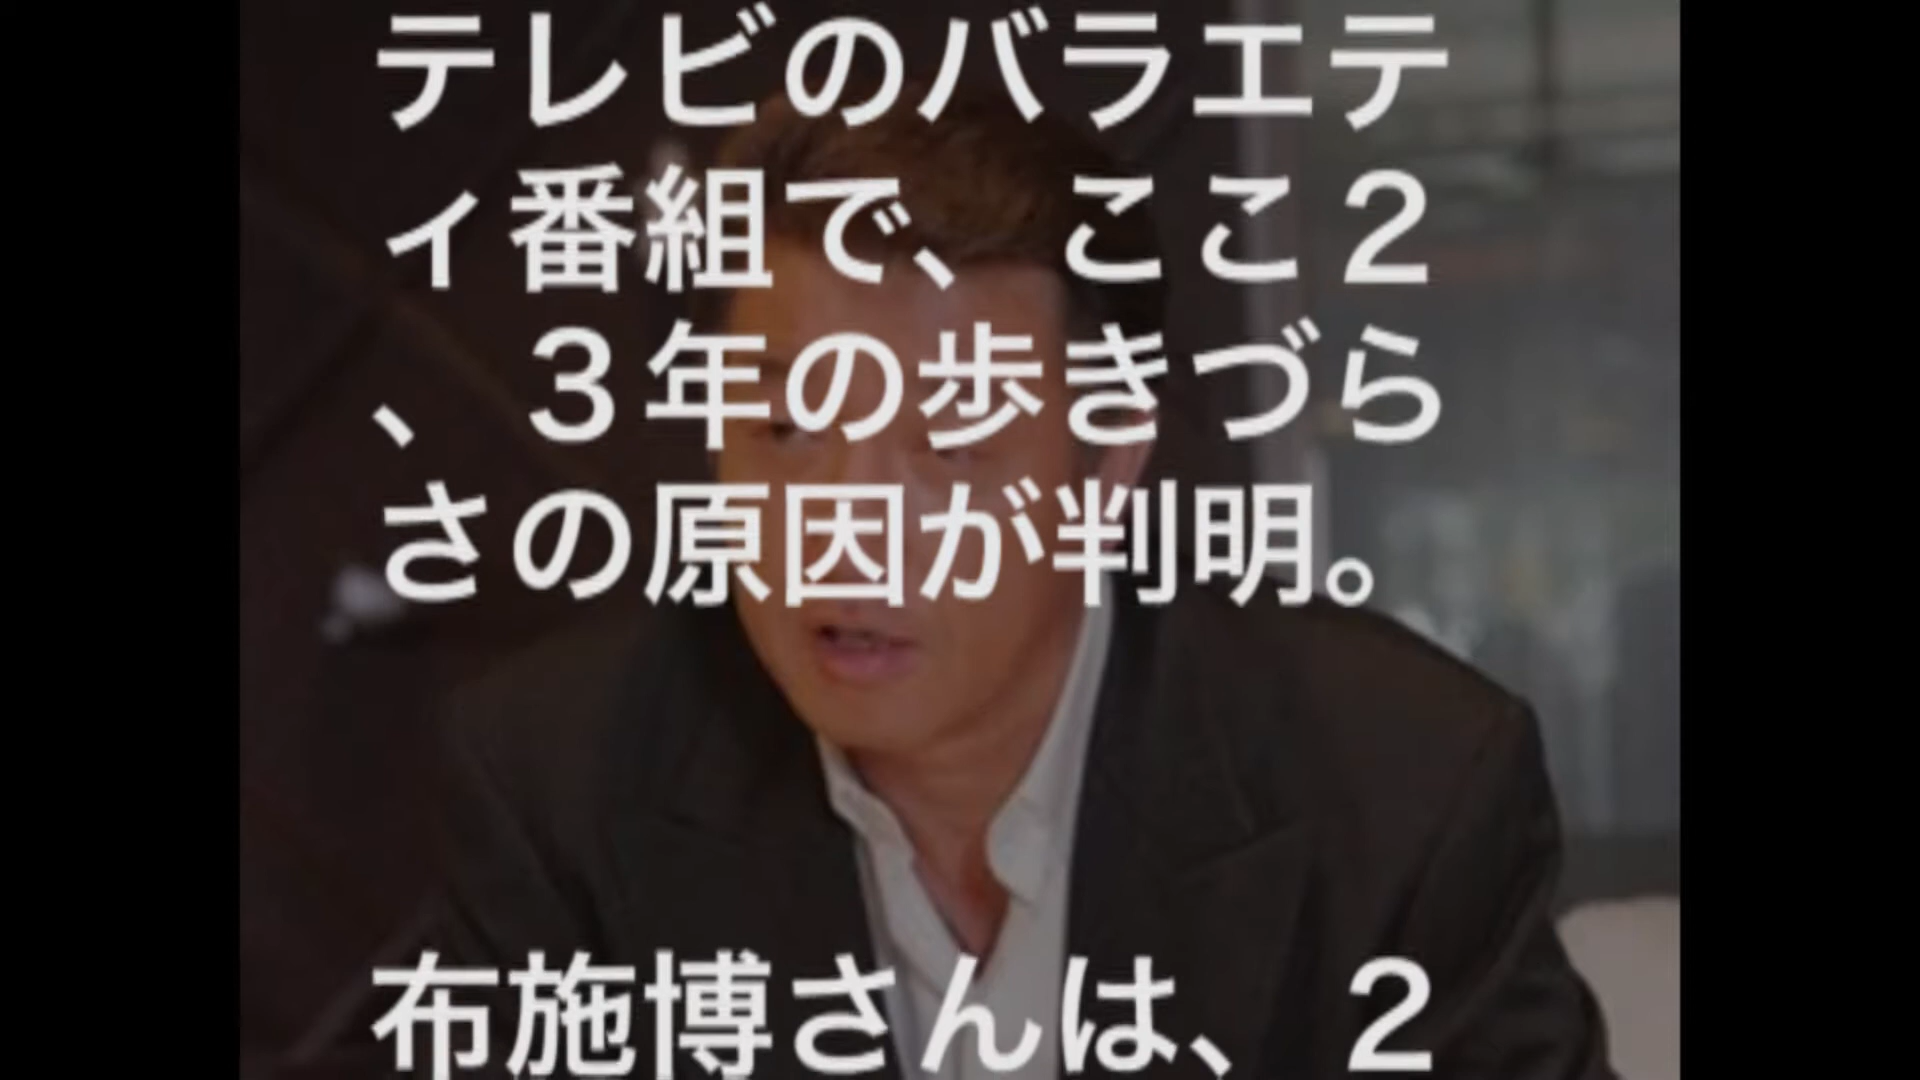 テレビのバラエテ
ィ番組で、ここ２
、３年の歩きづら
さの原因が判明。
布施博さんは、２